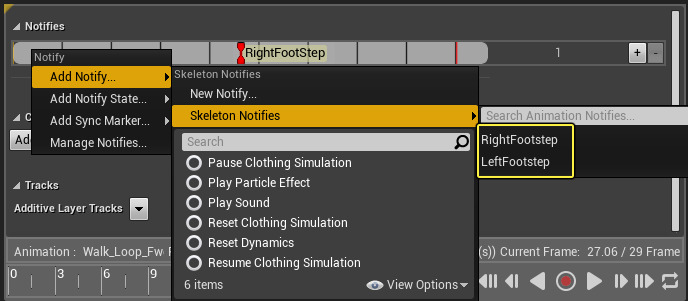 Notifies
RightFootStep
1
+
-
Notify
Add Notify...
Add Notify State...
Add Sync Marker...
Manage Notifies...
Skeleton Notifies
New Notify...
Skeleton Notifies
Search
Pause Clothing Simulation
Play Particle Effect
Play Sound
Reset Clothing Simulation
Reset Dynamics
Resume Clothing Simulation
6 items
View Options
Search Animation Notifies...
RightFootstep
LeftFootstep
C
Ad
Tracks
Additive Layer Tracks
Animation : Walk_Loop_Fw
(s)) Current Frame: 27.06 / 29 Frame
0 3 6 9